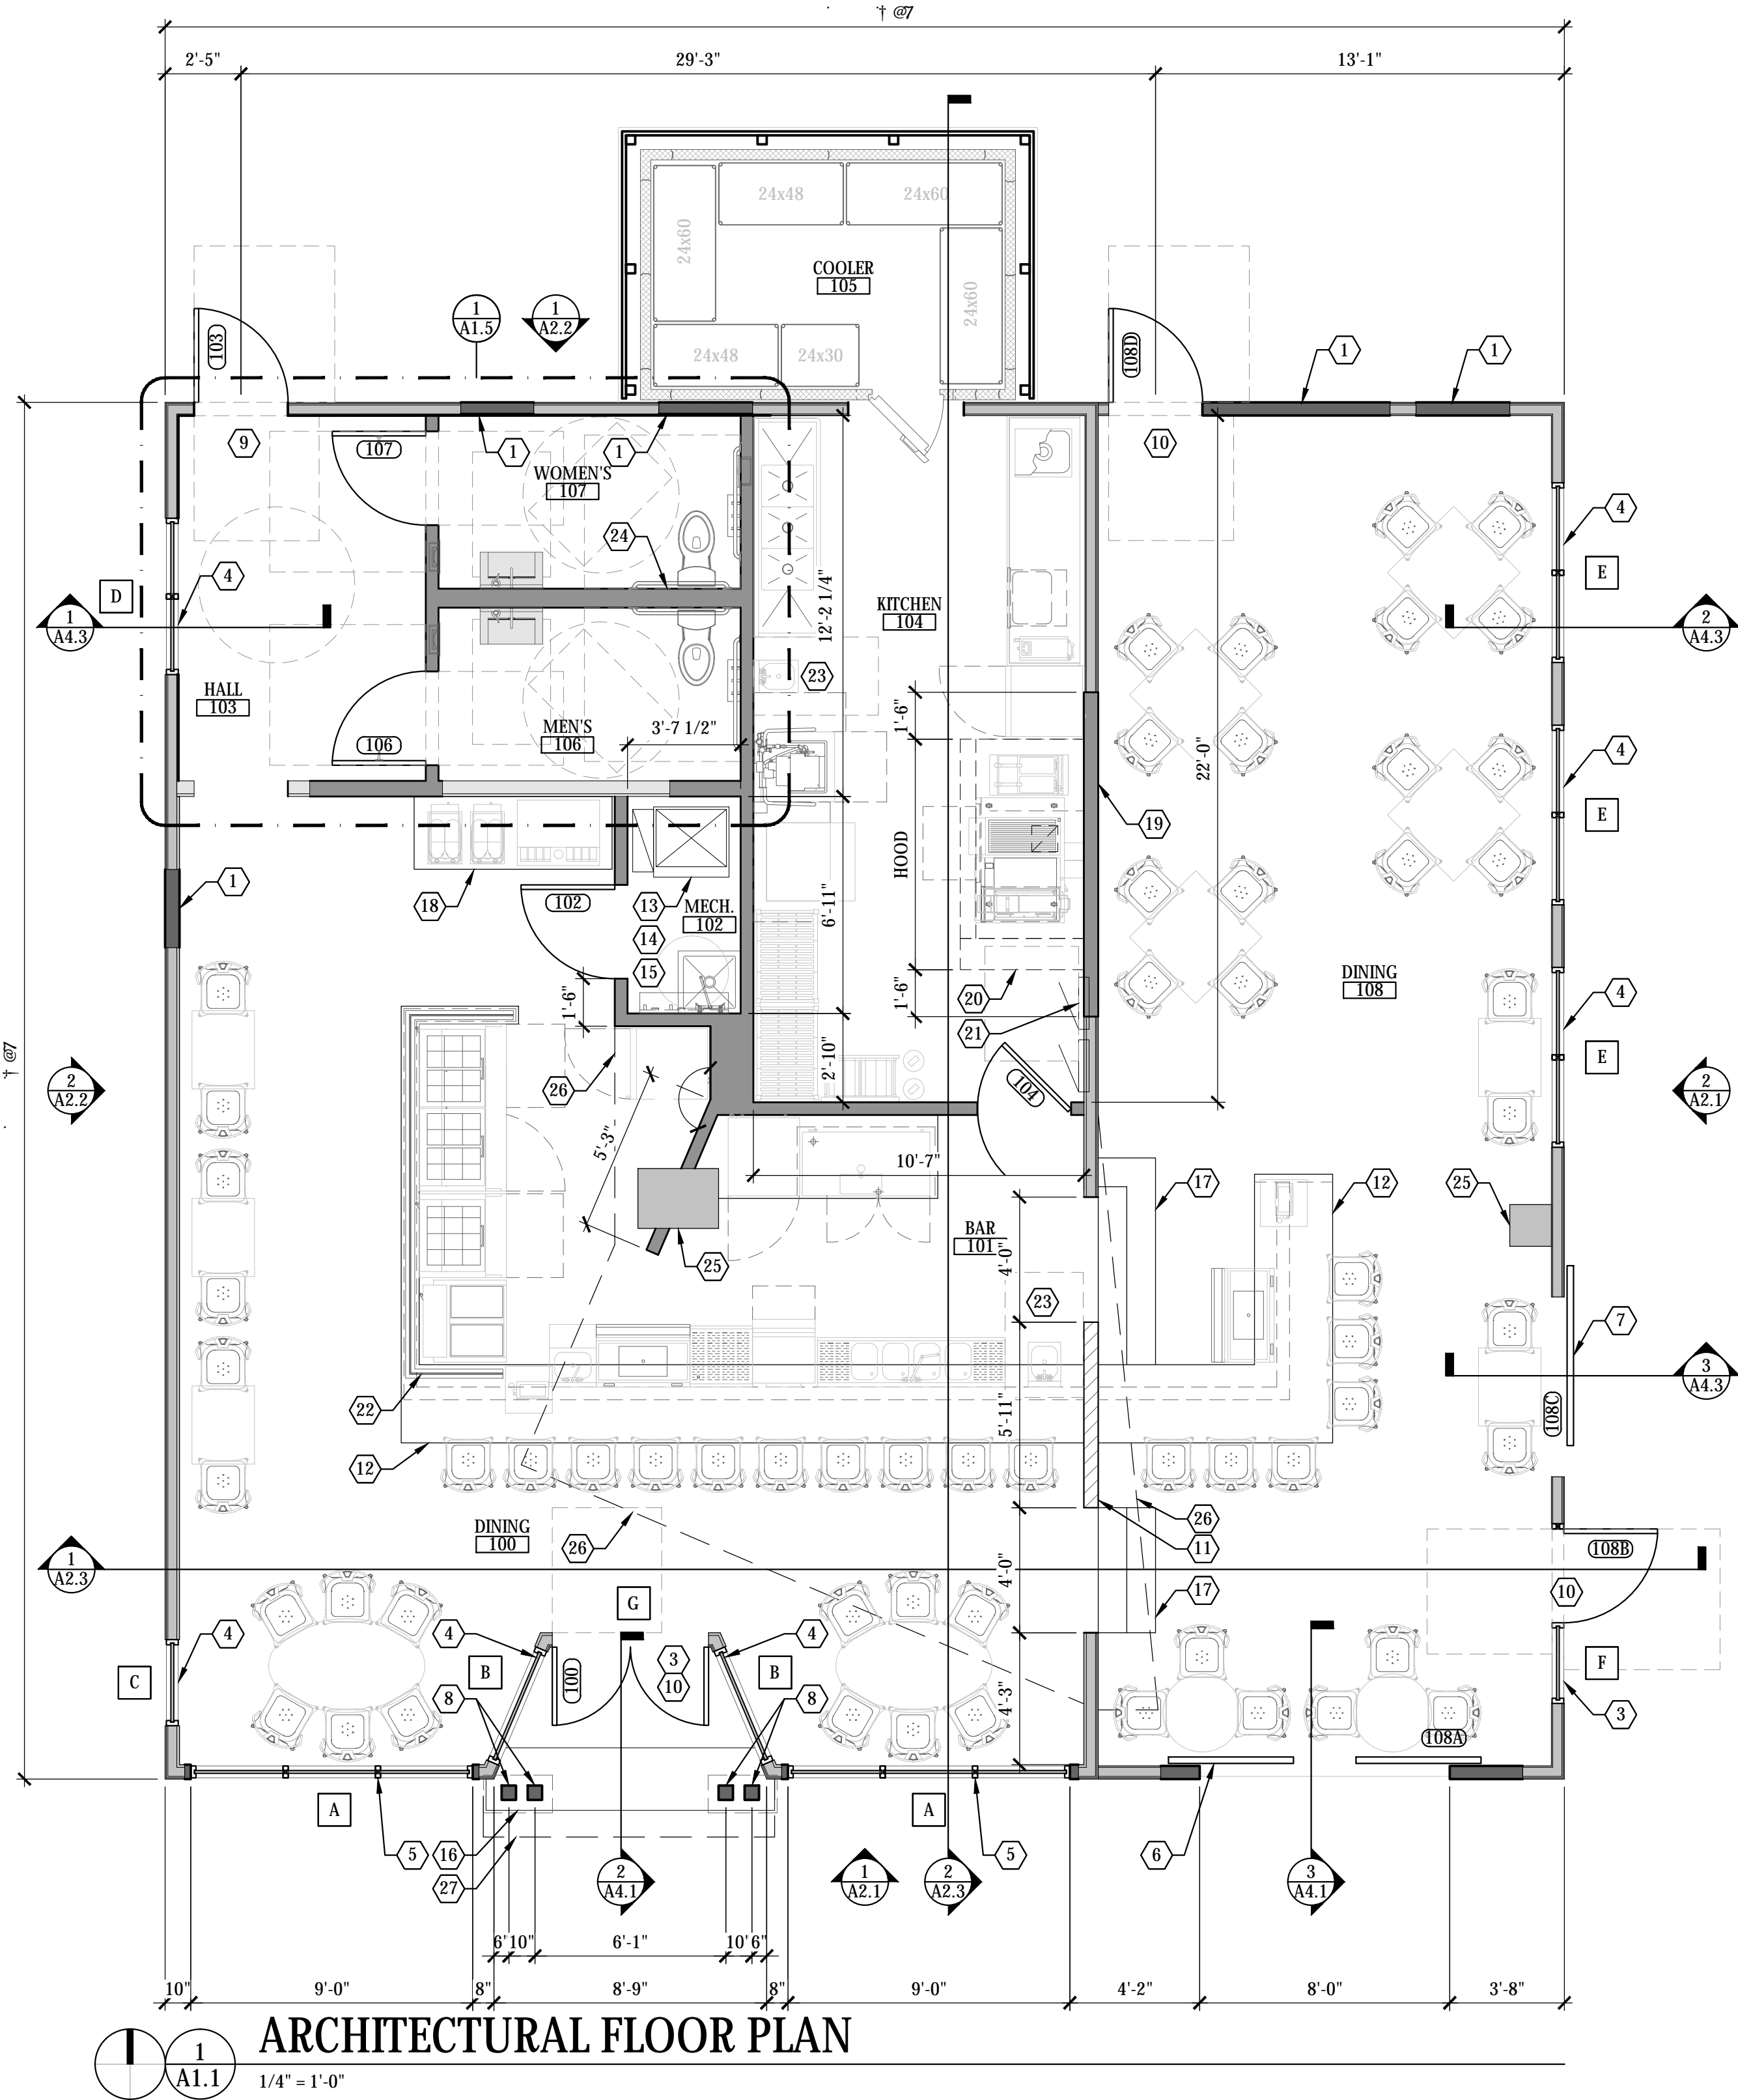 † @7
2'-5" 29'-3" 13'-1"
24x48 24x60
24x60
COOLER
105
24x60
24x48 24x30
1
A1.5
1
A2.2
103
108D
1 1
9 107 1 1 10
WOMEN'S
107
24
4
4
D
E
1
A4.3
12'-2 1/4"
KITCHEN
104
2
A4.3
HALL
103
23
MEN'S
106
106
3'-7 1/2"
1'-6"
22'-0"
4
E
19
HOOD
1
18
102
13
14
15
MECH.
102
6'-11"
1'-6"
20
21
DINING
108
4
E
1'-6"
2'-10"
† @7
2
A2.2
26
104
2
A2.1
5'-3"
10'-7"
17
12
25
25
BAR
101
4'-0"
23
7
3
A4.3
22
5'-11"
108C
12
DINING
100
26
26
11
108B
1
A2.3
4'-0"
17
10
G
4 4 3 4
10
C B 100 B
8 8
4'-3"
F
3
108A
A A
5 16 5 6
27
2
A4.1
1
A2.1
2
A2.3
3
A4.1
6" 10" 6'-1" 10" 6"
10" 9'-0" 8" 8'-9" 8" 9'-0" 4'-2" 8'-0" 3'-8"
ARCHITECTURAL FLOOR PLAN
1
A1.1
1/4" = 1'-0"